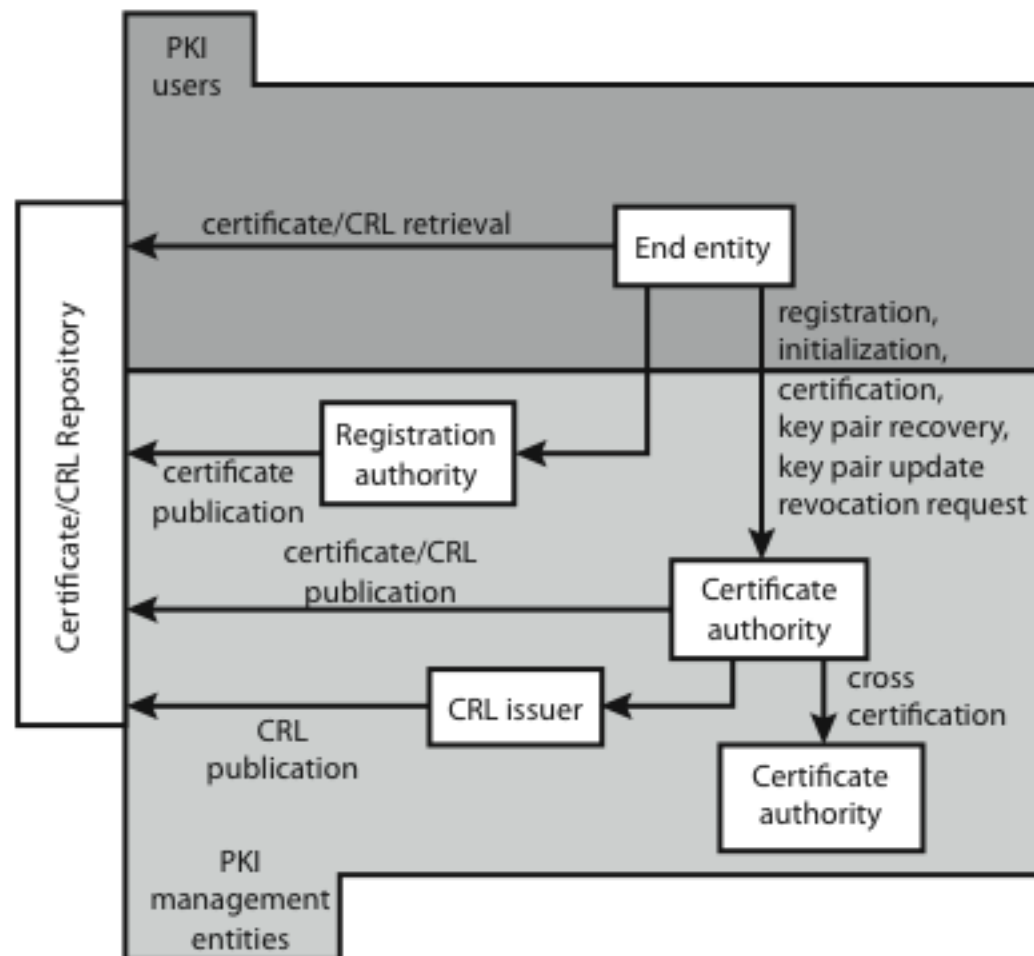 PKI
users
certificate/CRL retrieval
End entity
registration,
initialization,
certification,
key pair recovery,
key pair update
revocation request
Certificate/CRL Repository
Registration
authority
certificate
publication
certificate/CRL
publication
Certificate
authority
CRL issuer
CRL
publication
cross
certification
Certificate
authority
PKI
management
entities